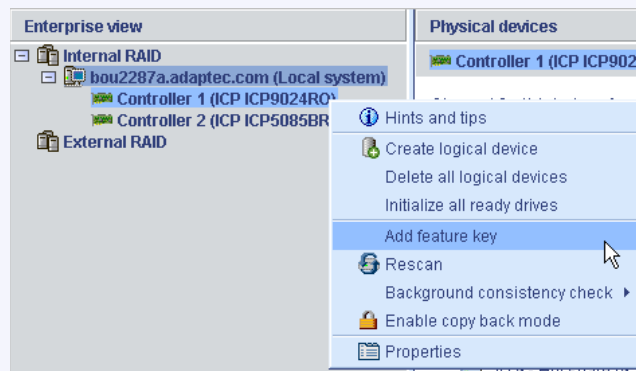 Enterprise view
Physical devices
Internal RAID
bou2287a.adaptec.com (Local system)
Controller 1 (ICP ICP9024RO)
Controller 2 (ICP ICP5085BR
External RAID
Controller 1 (ICP ICP902
Hints and tips
Create logical device
Delete all logical devices
Initialize all ready drives
Add feature key
Rescan
Background consistency check
Enable copy back mode
Properties